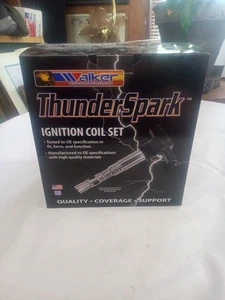 Walker
ThunderSpark™
IGNITION COIL SET
• Tested to OE specification in
fit, form, and function
• Manufactured to OE specifications
with high quality materials
QUALITY • COVERAGE • SUPPORT